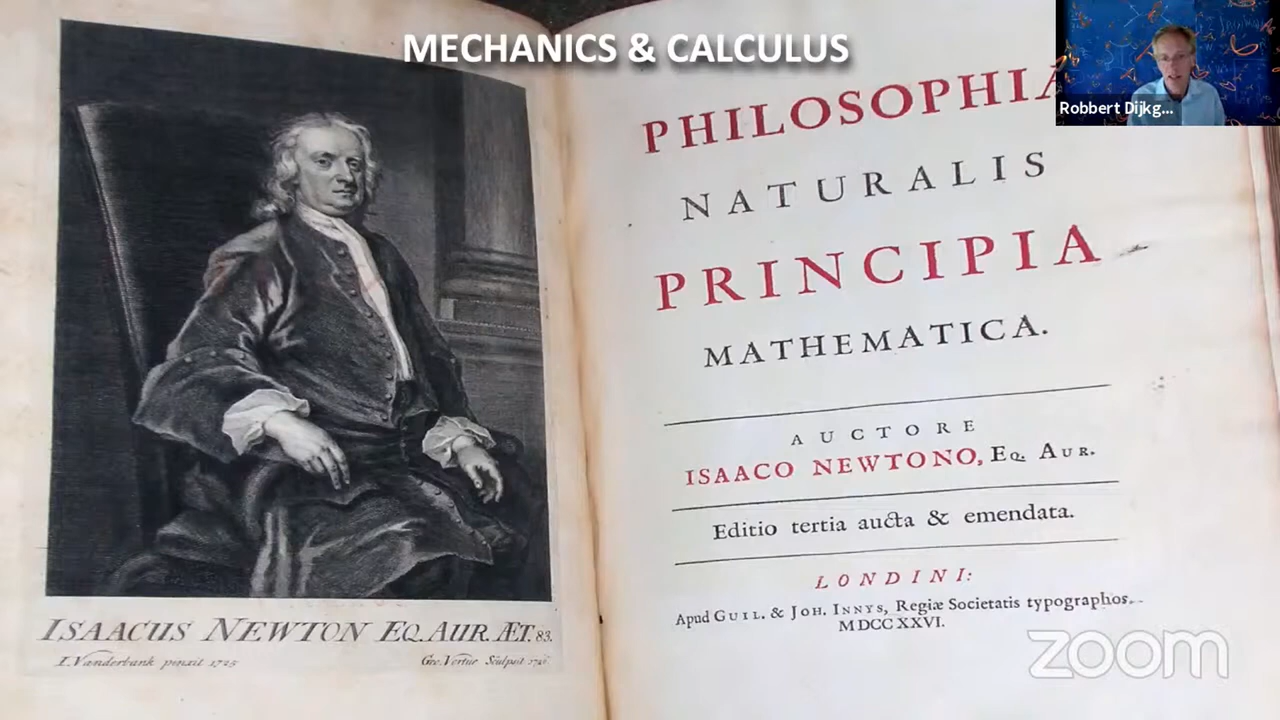 MECHANICS & CALCULUS
Robbert Dijkg...
PHILOSOPHIÆ
NATURALIS
PRINCIPIA
MATHEMATICA.
AUCTORE
ISAACO NEWTONO, Eq. Aur.
Editio tertia aucta & emendata.
LONDINI:
Apud Guil. & Joh. Innys, Regiæ Societatis typographos.
MDCCXXVI.
ISAACUS NEWTON EQ. AUR. ÆT. 83.
I. Vanderbank pinxit 1725
Geo. Vertue Sculpsit 1726
zoom